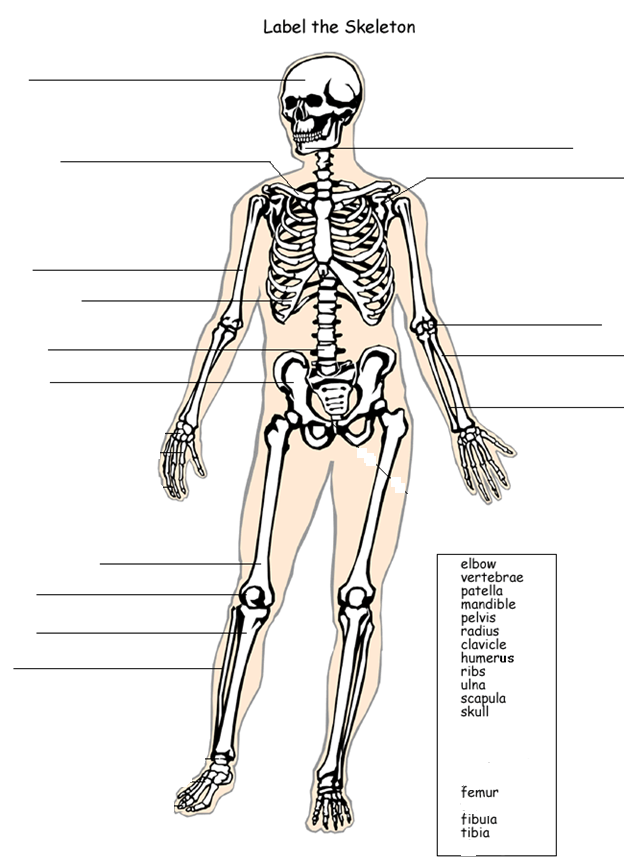 Label the Skeleton
elbow
vertebrae
patella
mandible
pelvis
radius
clavicle
humerus
ribs
ulna
scapula
skull
femur
fibula
tibia